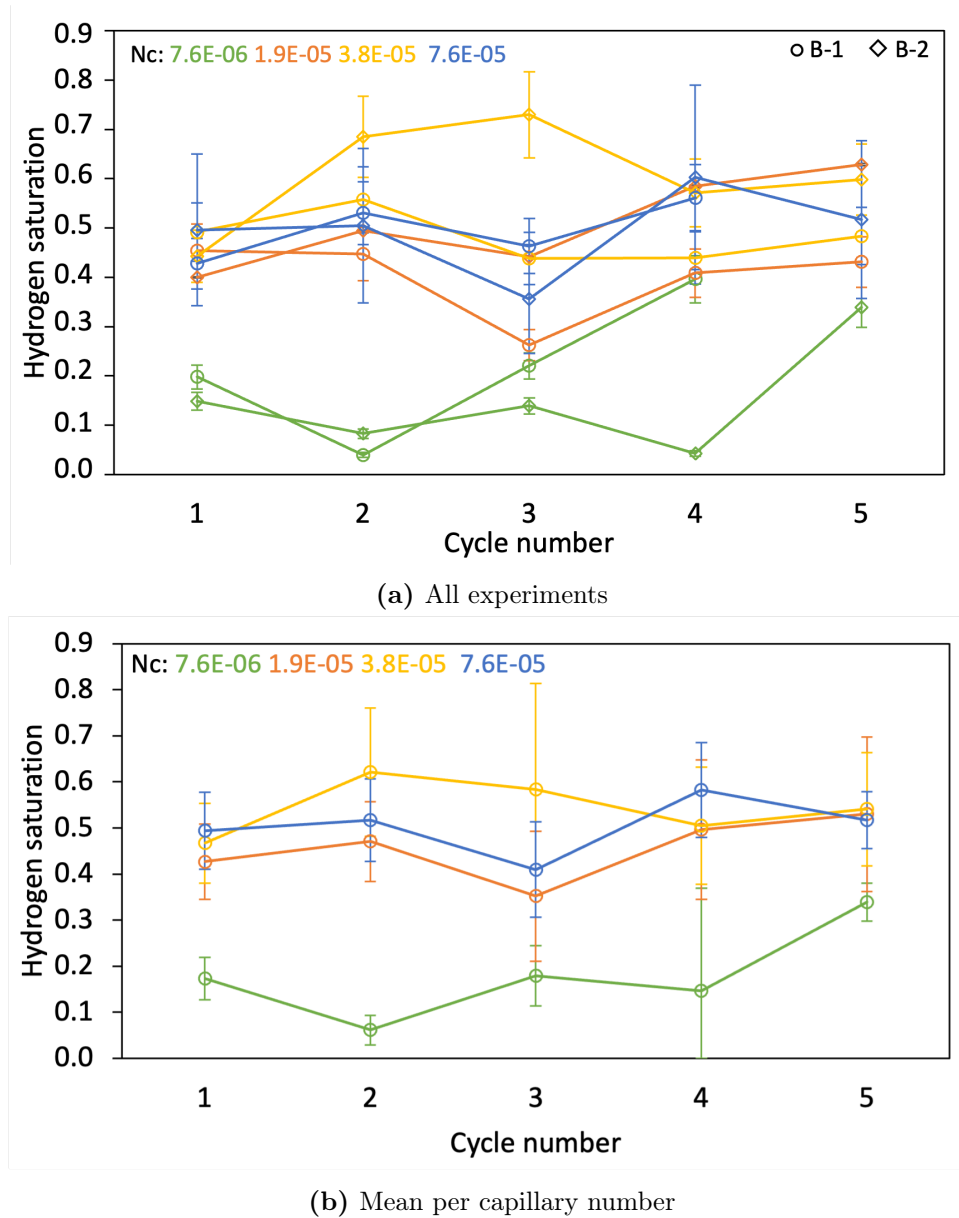 Nc: 7.6E-06 1.9E-05 3.8E-05 7.6E-05
B-1 B-2
0.9
0.8
0.7
0.6
0.5
0.4
0.3
0.2
0.1
0.0
Hydrogen saturation
1 2 3 4 5
Cycle number
(a) All experiments
Nc: 7.6E-06 1.9E-05 3.8E-05 7.6E-05
0.9
0.8
0.7
0.6
0.5
0.4
0.3
0.2
0.1
0.0
Hydrogen saturation
1 2 3 4 5
Cycle number
(b) Mean per capillary number